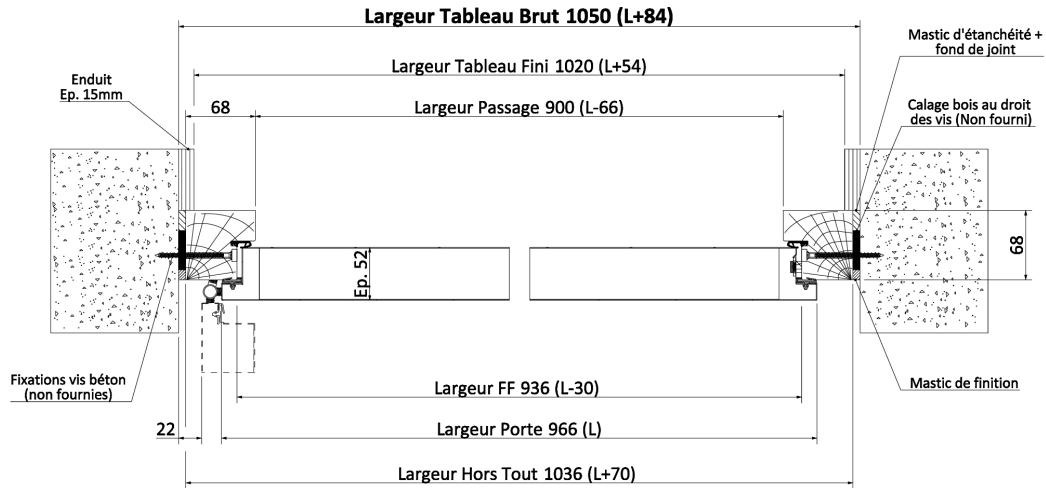 Largeur Tableau Brut 1050 (L+84)
Mastic d'étanchéité +
fond de joint
Largeur Tableau Fini 1020 (L+54)
Enduit
Ep. 15mm
68
Largeur Passage 900 (L-66)
Calage bois au droit
des vis (Non fourni)
Ep. 52
68
Fixations vis béton
(non fournies)
Largeur FF 936 (L-30)
Mastic de finition
22
Largeur Porte 966 (L)
Largeur Hors Tout 1036 (L+70)